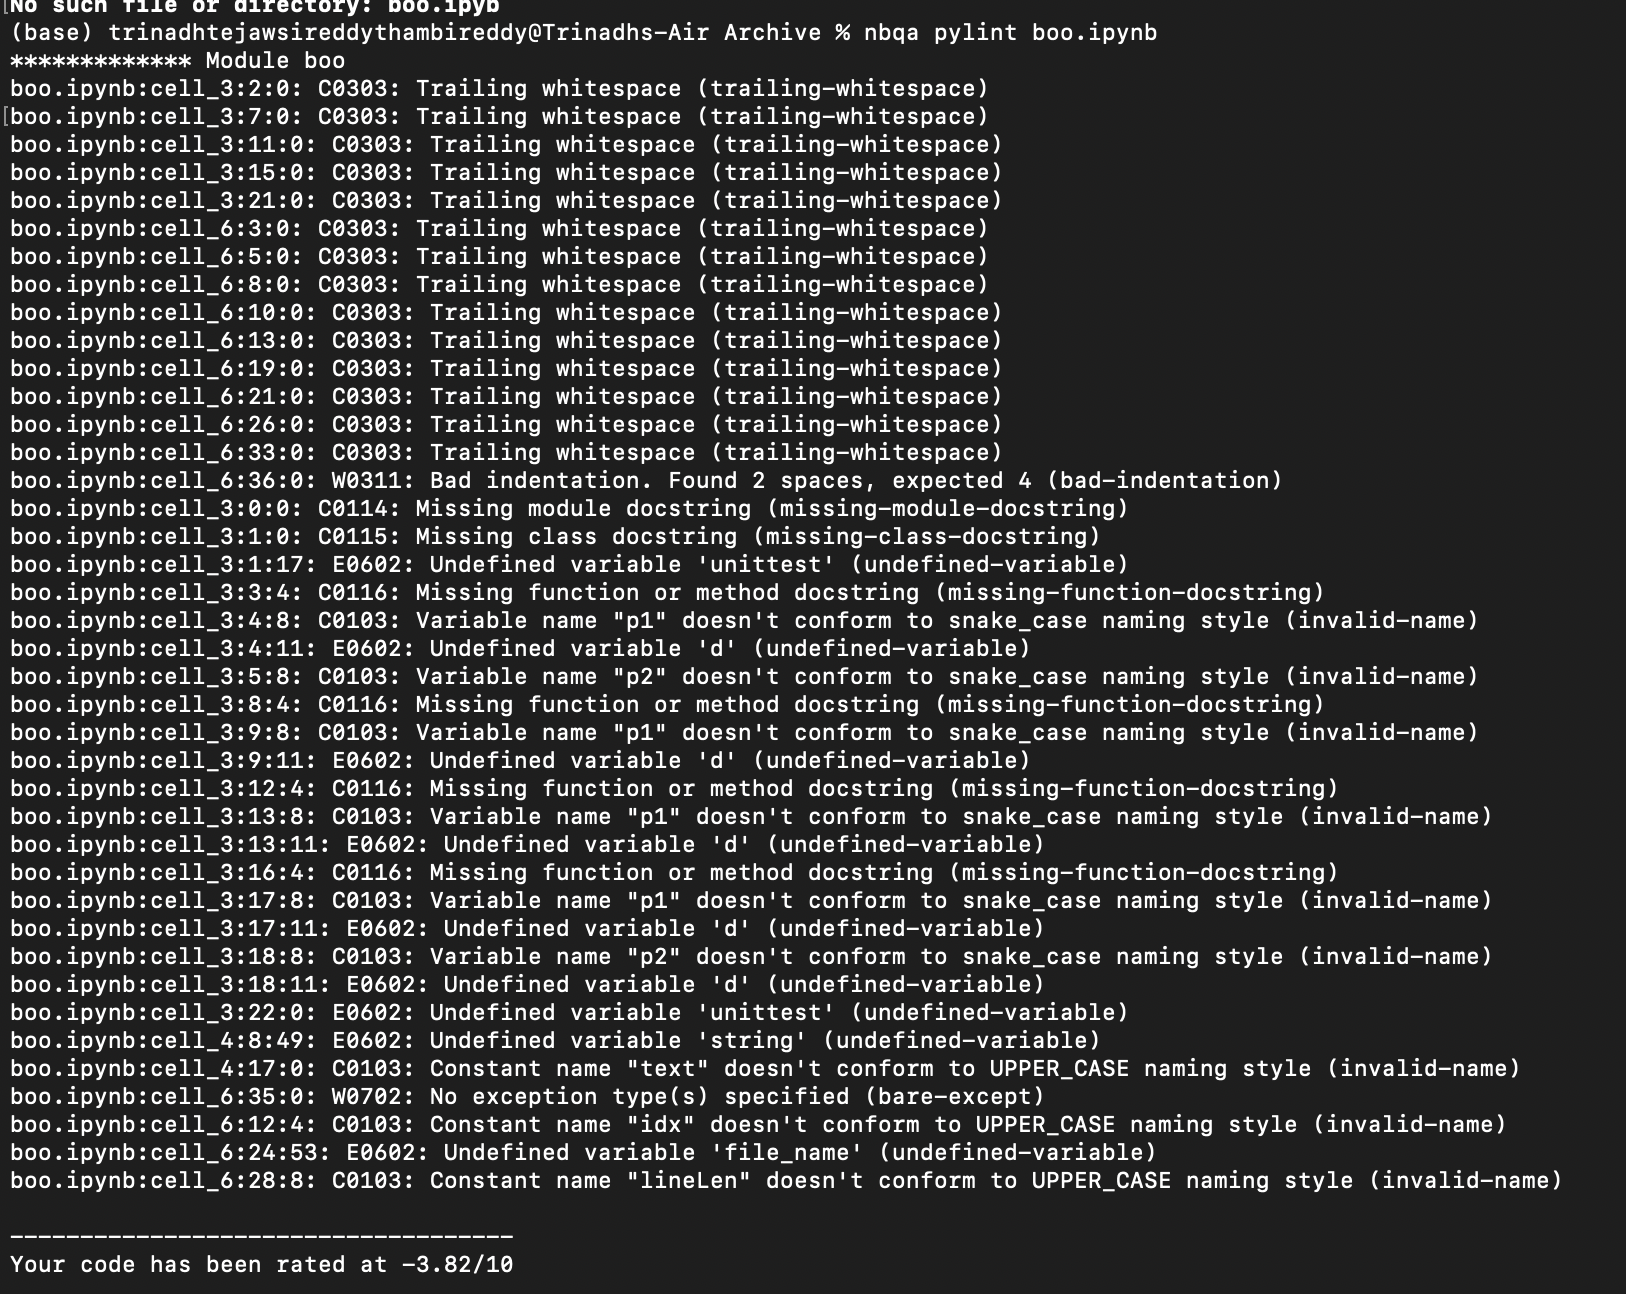 No such file or directory: boo.ipyb
(base) trinadhtejawsireddythambireddy@Trinadhs-Air Archive % nbqa pylint boo.ipynb
************* Module boo
boo.ipynb:cell_3:2:0: C0303: Trailing whitespace (trailing-whitespace)
boo.ipynb:cell_3:7:0: C0303: Trailing whitespace (trailing-whitespace)
boo.ipynb:cell_3:11:0: C0303: Trailing whitespace (trailing-whitespace)
boo.ipynb:cell_3:15:0: C0303: Trailing whitespace (trailing-whitespace)
boo.ipynb:cell_3:21:0: C0303: Trailing whitespace (trailing-whitespace)
boo.ipynb:cell_6:3:0: C0303: Trailing whitespace (trailing-whitespace)
boo.ipynb:cell_6:5:0: C0303: Trailing whitespace (trailing-whitespace)
boo.ipynb:cell_6:8:0: C0303: Trailing whitespace (trailing-whitespace)
boo.ipynb:cell_6:10:0: C0303: Trailing whitespace (trailing-whitespace)
boo.ipynb:cell_6:13:0: C0303: Trailing whitespace (trailing-whitespace)
boo.ipynb:cell_6:19:0: C0303: Trailing whitespace (trailing-whitespace)
boo.ipynb:cell_6:21:0: C0303: Trailing whitespace (trailing-whitespace)
boo.ipynb:cell_6:26:0: C0303: Trailing whitespace (trailing-whitespace)
boo.ipynb:cell_6:33:0: C0303: Trailing whitespace (trailing-whitespace)
boo.ipynb:cell_6:36:0: W0311: Bad indentation. Found 2 spaces, expected 4 (bad-indentation)
boo.ipynb:cell_3:0:0: C0114: Missing module docstring (missing-module-docstring)
boo.ipynb:cell_3:1:0: C0115: Missing class docstring (missing-class-docstring)
boo.ipynb:cell_3:1:17: E0602: Undefined variable 'unittest' (undefined-variable)
boo.ipynb:cell_3:3:4: C0116: Missing function or method docstring (missing-function-docstring)
boo.ipynb:cell_3:4:8: C0103: Variable name "p1" doesn't conform to snake_case naming style (invalid-name)
boo.ipynb:cell_3:4:11: E0602: Undefined variable 'd' (undefined-variable)
boo.ipynb:cell_3:5:8: C0103: Variable name "p2" doesn't conform to snake_case naming style (invalid-name)
boo.ipynb:cell_3:8:4: C0116: Missing function or method docstring (missing-function-docstring)
boo.ipynb:cell_3:9:8: C0103: Variable name "p1" doesn't conform to snake_case naming style (invalid-name)
boo.ipynb:cell_3:9:11: E0602: Undefined variable 'd' (undefined-variable)
boo.ipynb:cell_3:12:4: C0116: Missing function or method docstring (missing-function-docstring)
boo.ipynb:cell_3:13:8: C0103: Variable name "p1" doesn't conform to snake_case naming style (invalid-name)
boo.ipynb:cell_3:13:11: E0602: Undefined variable 'd' (undefined-variable)
boo.ipynb:cell_3:16:4: C0116: Missing function or method docstring (missing-function-docstring)
boo.ipynb:cell_3:17:8: C0103: Variable name "p1" doesn't conform to snake_case naming style (invalid-name)
boo.ipynb:cell_3:17:11: E0602: Undefined variable 'd' (undefined-variable)
boo.ipynb:cell_3:18:8: C0103: Variable name "p2" doesn't conform to snake_case naming style (invalid-name)
boo.ipynb:cell_3:18:11: E0602: Undefined variable 'd' (undefined-variable)
boo.ipynb:cell_3:22:0: E0602: Undefined variable 'unittest' (undefined-variable)
boo.ipynb:cell_4:8:49: E0602: Undefined variable 'string' (undefined-variable)
boo.ipynb:cell_4:17:0: C0103: Constant name "text" doesn't conform to UPPER_CASE naming style (invalid-name)
boo.ipynb:cell_6:35:0: W0702: No exception type(s) specified (bare-except)
boo.ipynb:cell_6:12:4: C0103: Constant name "idx" doesn't conform to UPPER_CASE naming style (invalid-name)
boo.ipynb:cell_6:24:53: E0602: Undefined variable 'file_name' (undefined-variable)
boo.ipynb:cell_6:28:8: C0103: Constant name "lineLen" doesn't conform to UPPER_CASE naming style (invalid-name)
------------------------------------
Your code has been rated at -3.82/10